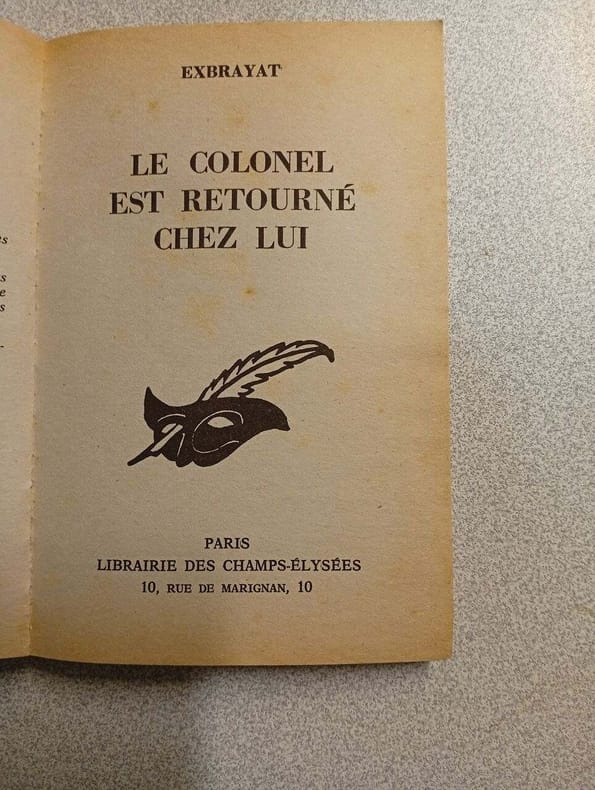 EXBRAYAT
LE COLONEL
EST RETOURNÉ
CHEZ LUI
PARIS
LIBRAIRIE DES CHAMPS-ÉLYSÉES
10, RUE DE MARIGNAN, 10